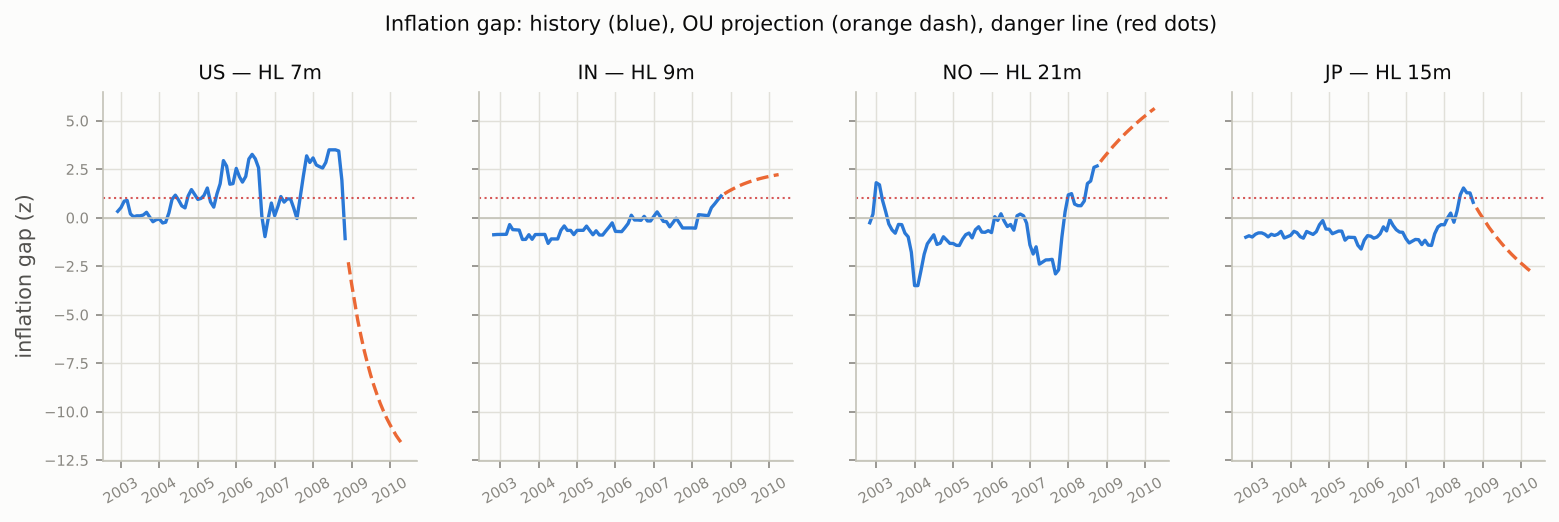 Inflation gap: history (blue), OU projection (orange dash), danger line (red dots)
US — HL 7m
IN — HL 9m
NO — HL 21m
JP — HL 15m
inflation gap (z)
5.0
2.5
0.0
−2.5
−5.0
−7.5
−10.0
−12.5
2003 2004 2005 2006 2007 2008 2009 2010
2003 2004 2005 2006 2007 2008 2009 2010
2003 2004 2005 2006 2007 2008 2009 2010
2003 2004 2005 2006 2007 2008 2009 2010